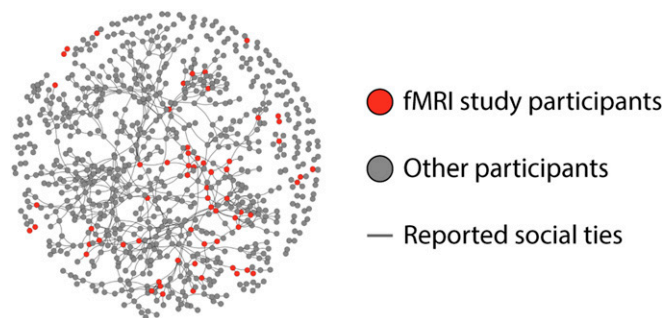 fMRI study participants
Other participants
Reported social ties